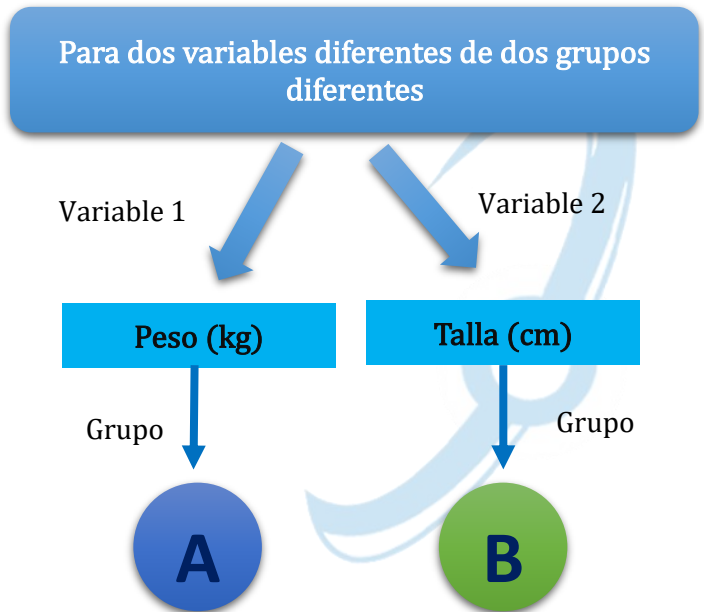 Para dos variables diferentes de dos grupos
diferentes
Variable 1
Variable 2
Peso (kg)
Talla (cm)
Grupo
Grupo
A
B